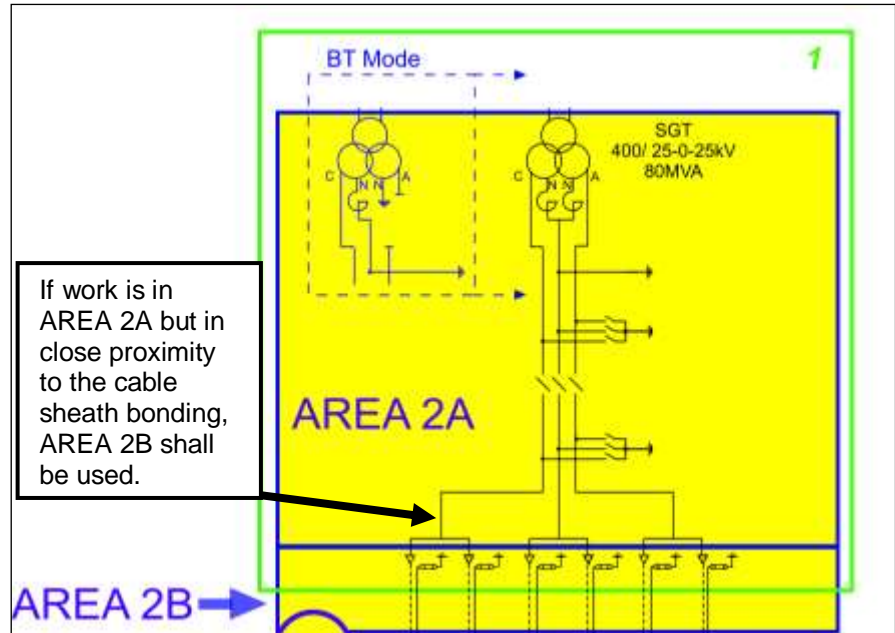 BT Mode
1
SGT
400/ 25-0-25kV
80MVA
C
N N
A
C
N N
A
If work is in
AREA 2A but in
close proximity
to the cable
sheath bonding,
AREA 2B shall
be used.
AREA 2A
AREA 2B